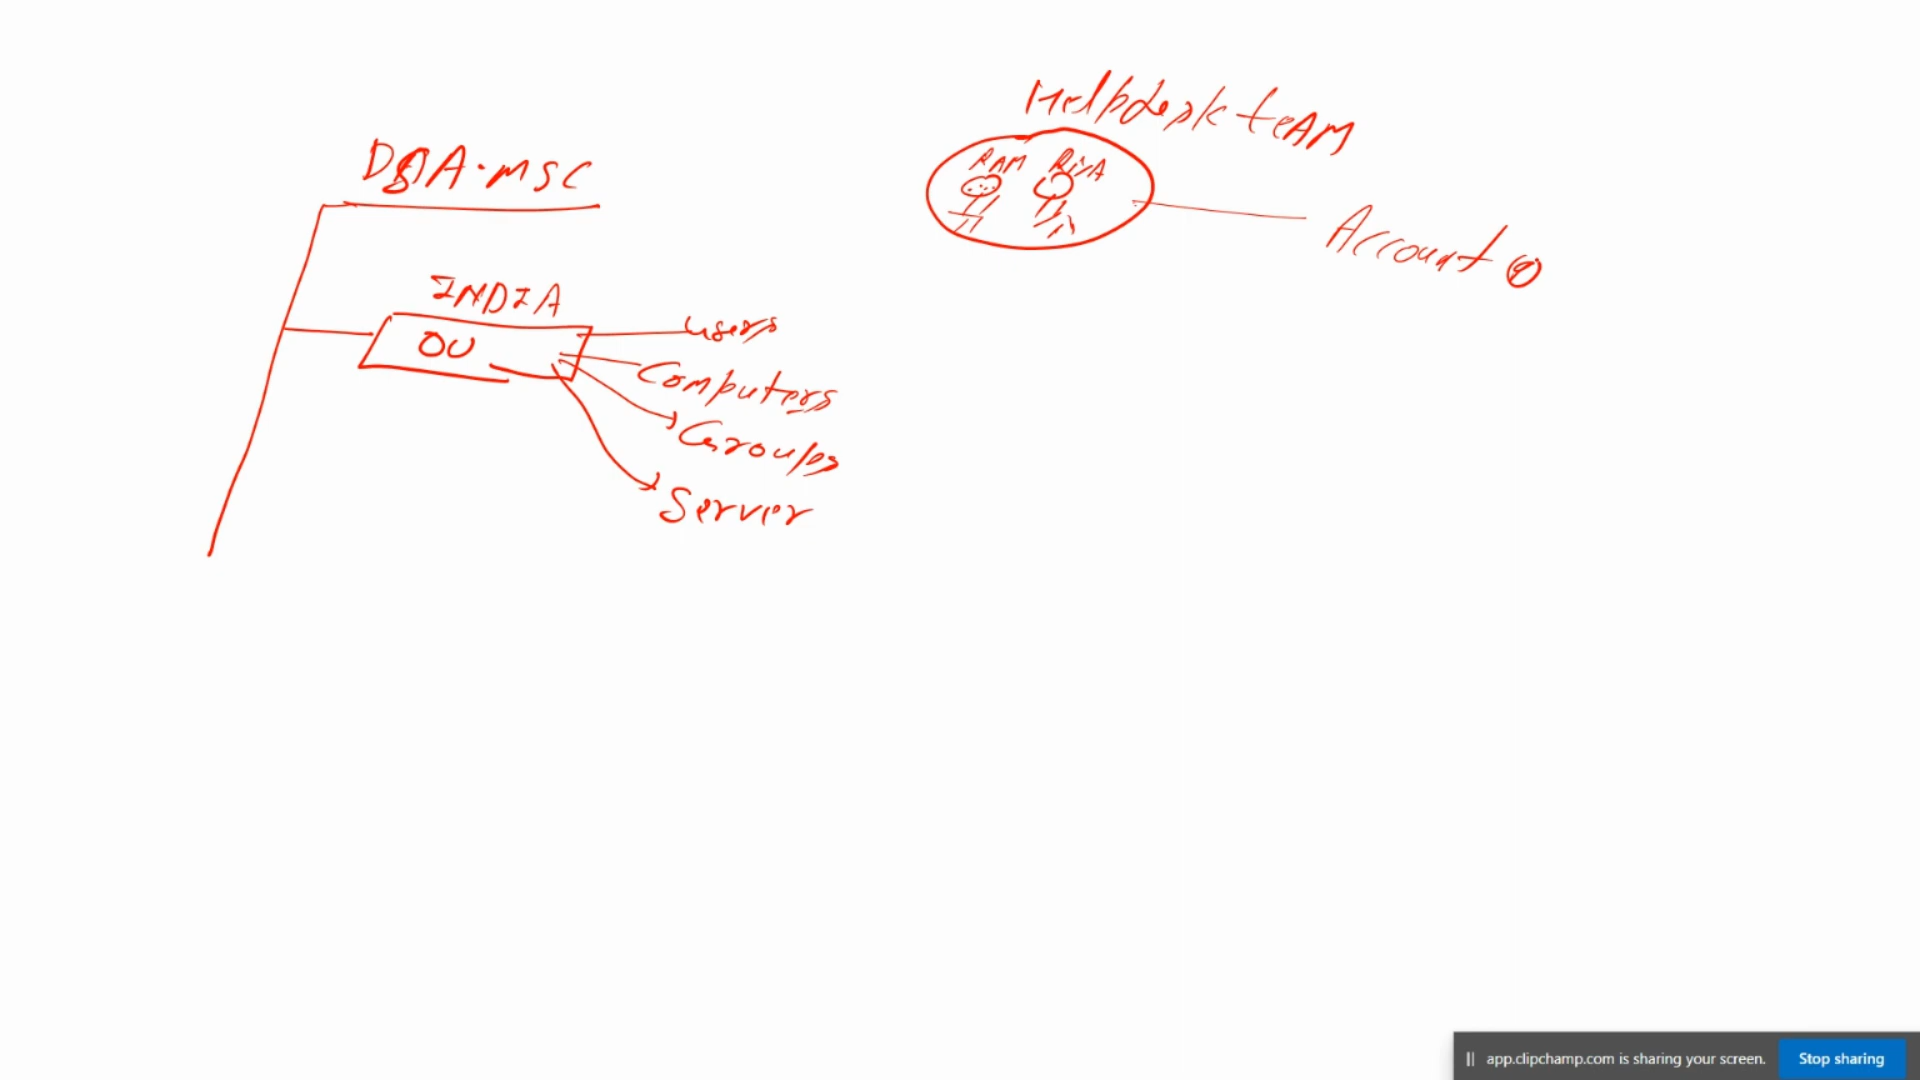 Helpdesk teAM
RAM RiyA
DSA.msc
Account
INDIA
OU
users
Computers
Groups
Server
app.clipchamp.com is sharing your screen.
Stop sharing